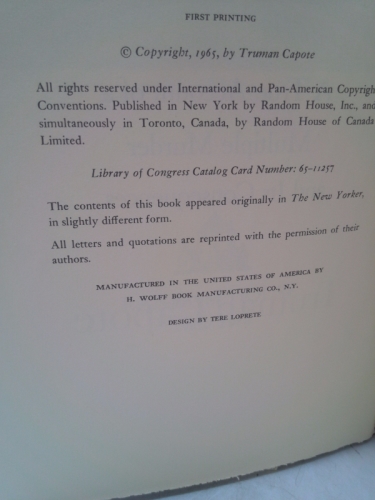 FIRST PRINTING
© Copyright, 1965, by Truman Capote
All rights reserved under International and Pan-American Copyright
Conventions. Published in New York by Random House, Inc., and
simultaneously in Toronto, Canada, by Random House of Canada
Limited.
Library of Congress Catalog Card Number: 65-11257
The contents of this book appeared originally in The New Yorker,
in slightly different form.
All letters and quotations are reprinted with the permission of their
authors.
MANUFACTURED IN THE UNITED STATES OF AMERICA BY
H. WOLFF BOOK MANUFACTURING CO., N.Y.
DESIGN BY TERE LOPRETE